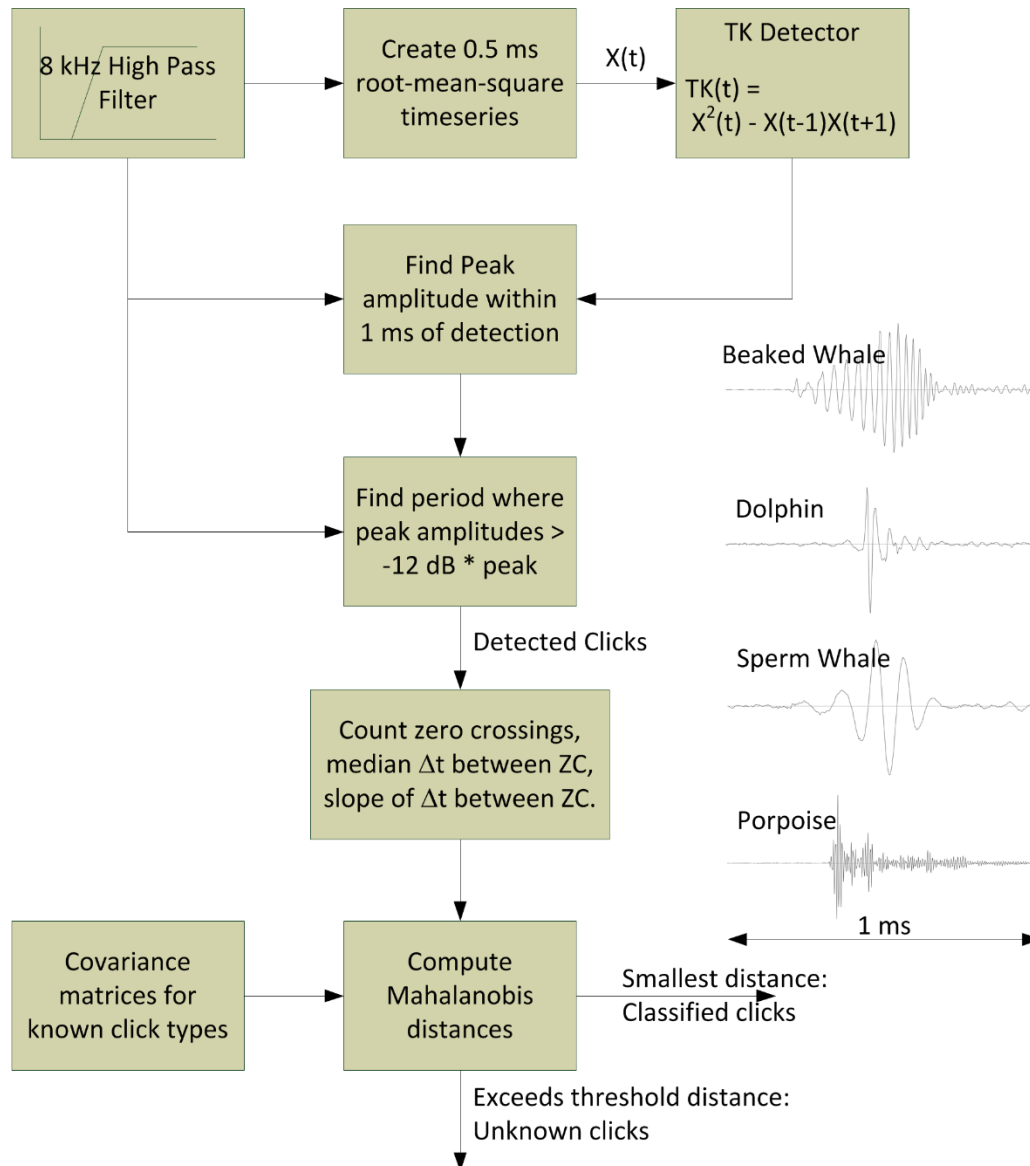 8 kHz High Pass
Filter
Create 0.5 ms
root-mean-square
timeseries
X(t)
TK Detector
TK(t) =
X²(t) - X(t-1)X(t+1)
Find Peak
amplitude within
1 ms of detection
Find period where
peak amplitudes >
-12 dB * peak
Detected Clicks
Count zero crossings,
median Δt between ZC,
slope of Δt between ZC.
Covariance
matrices for
known click types
Compute
Mahalanobis
distances
Smallest distance:
Classified clicks
Exceeds threshold distance:
Unknown clicks
Beaked Whale
Dolphin
Sperm Whale
Porpoise
1 ms